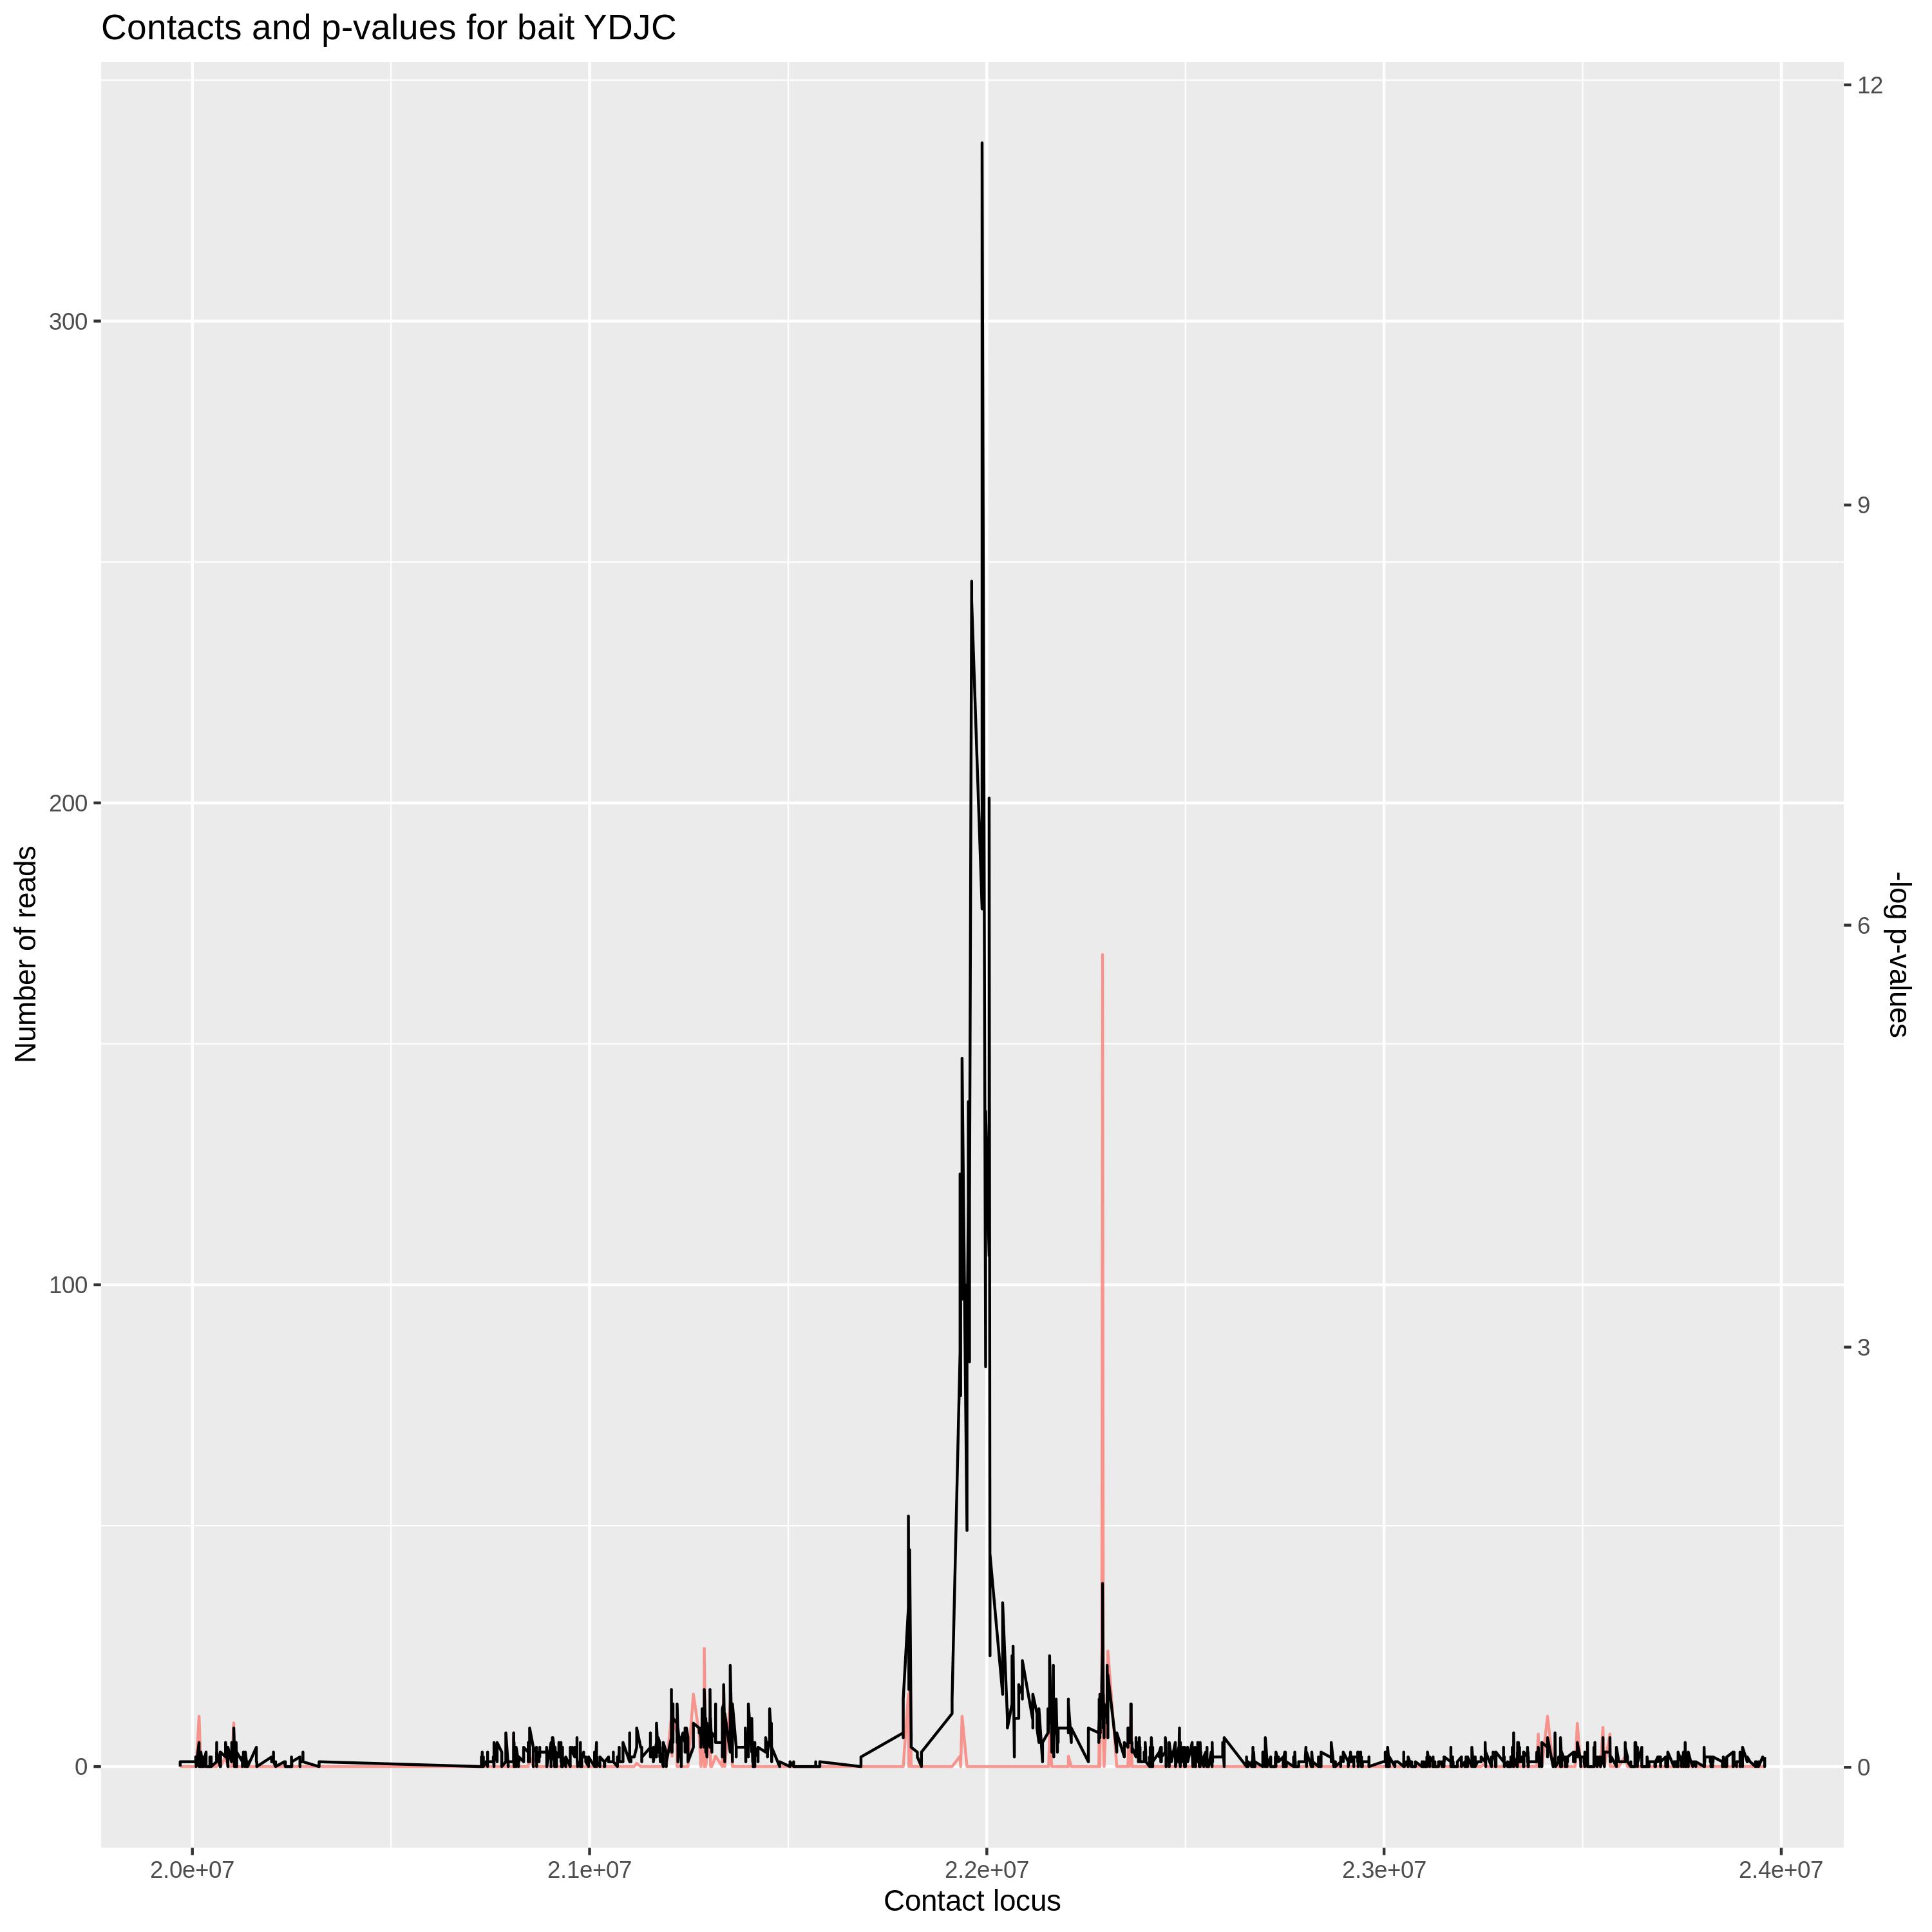 Contacts and p-values for bait YDJC
12
300
9
200
6
100
3
0
0
Number of reads
-log p-values
2.0e+07
2.1e+07
2.2e+07
2.3e+07
2.4e+07
Contact locus